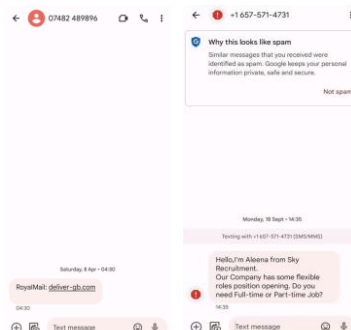 07482 489896
Saturday, 8 Apr • 04:30
RoyalMail: deliver-gb.com
04:30
Text message
+1 657-571-4731
Why this looks like spam
Similar messages that you received were
identified as spam. Google keeps your personal
information private, safe and secure.
Not spam
Monday, 18 Sept • 14:35
Texting with +1 657-571-4731 (SMS/MMS)
Hello,I'm Aleena from Sky
Recruitment.
Our Company has some flexible
roles position opening. Do you
need Full-time or Part-time Job?
14:35
Text message